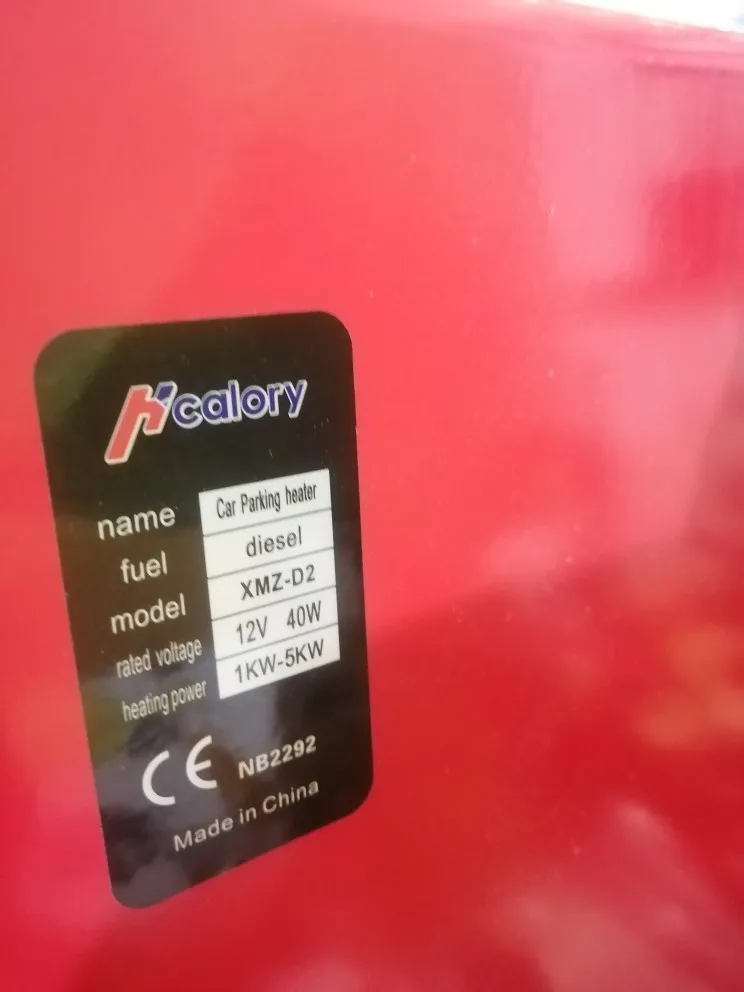 Hcalory
name Car Parking heater
fuel diesel
model XMZ-D2
rated voltage 12V 40W
heating power 1KW-5KW
CE NB2292
Made in China